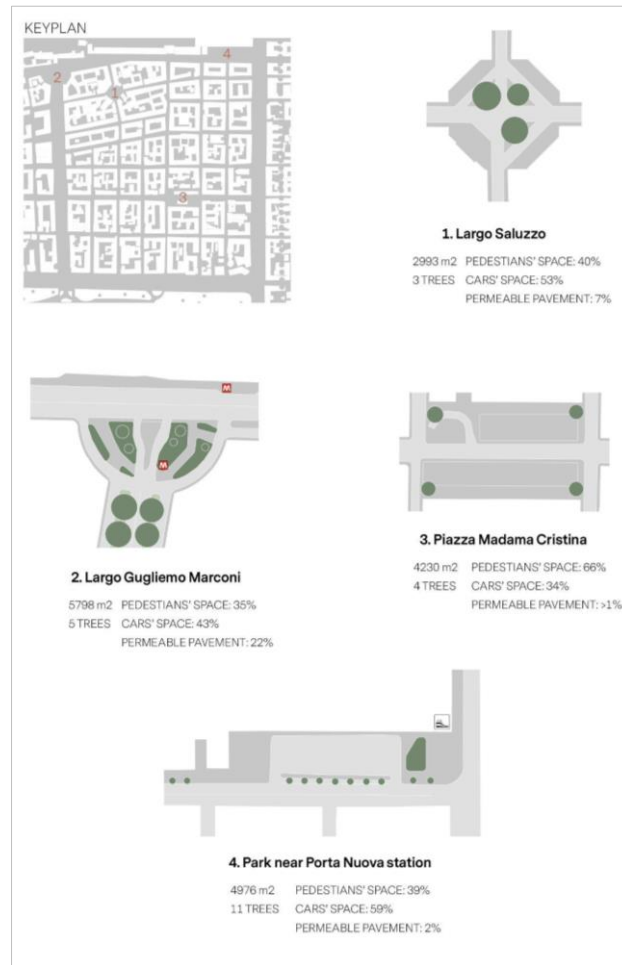 KEYPLAN
2
4
1
3
1. Largo Saluzzo
2993 m2 PEDESTIANS' SPACE: 40%
3 TREES CARS' SPACE: 53%
PERMEABLE PAVEMENT: 7%
M
M
2. Largo Gugliemo Marconi
5798 m2 PEDESTIANS' SPACE: 35%
5 TREES CARS' SPACE: 43%
PERMEABLE PAVEMENT: 22%
3. Piazza Madama Cristina
4230 m2 PEDESTIANS' SPACE: 66%
4 TREES CARS' SPACE: 34%
PERMEABLE PAVEMENT: >1%
4. Park near Porta Nuova station
4976 m2 PEDESTIANS' SPACE: 39%
11 TREES CARS' SPACE: 59%
PERMEABLE PAVEMENT: 2%